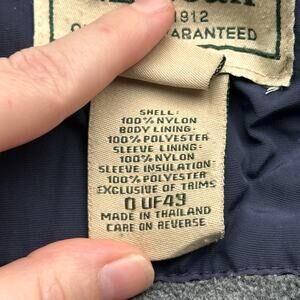 1912
GUARANTEED
SHELL:
100% NYLON
BODY LINING:
100% POLYESTER
SLEEVE LINING:
100% NYLON
SLEEVE INSULATION:
100% POLYESTER
EXCLUSIVE OF TRIMS
0 UF49
MADE IN THAILAND
CARE ON REVERSE